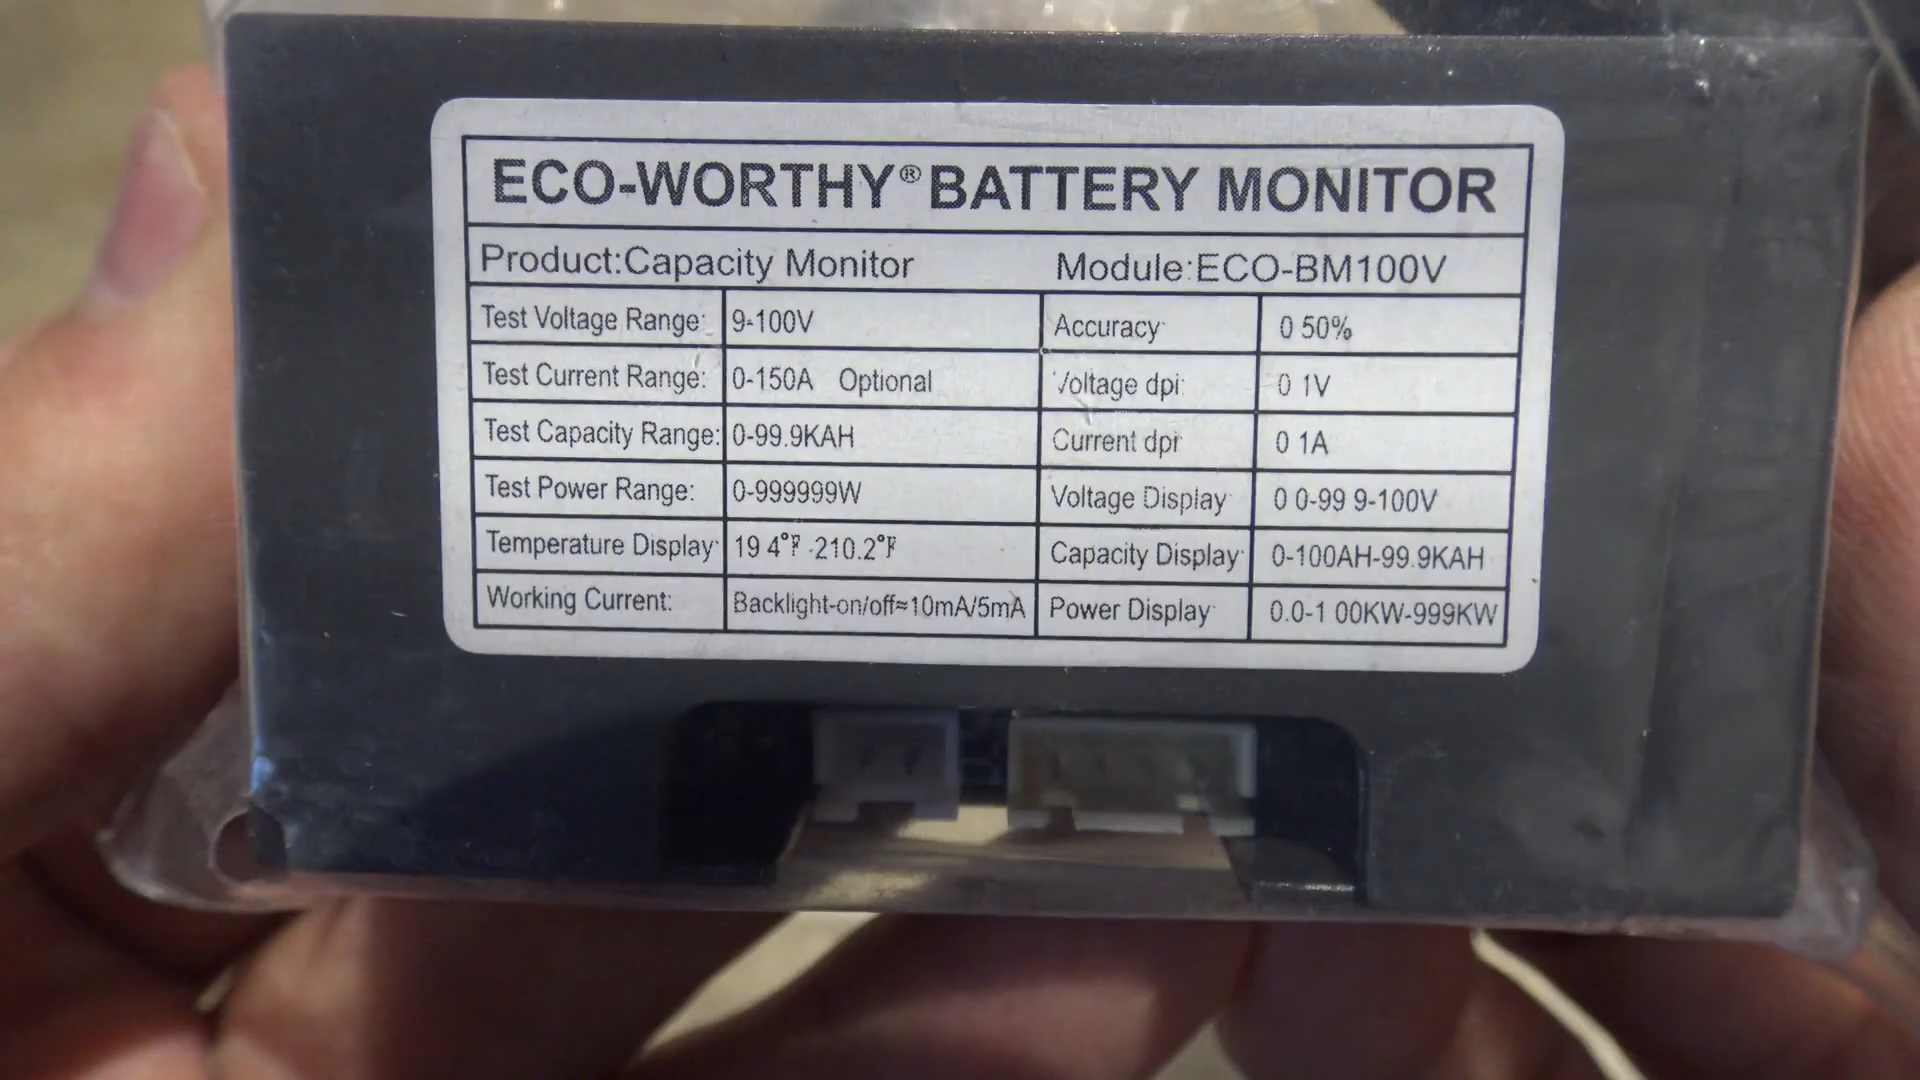 ECO-WORTHY® BATTERY MONITOR
Product:Capacity Monitor Module:ECO-BM100V
Test Voltage Range: 9-100V Accuracy: 0 50%
Test Current Range: 0-150A Optional Voltage dpi: 0 1V
Test Capacity Range: 0-99.9KAH Current dpi 0 1A
Test Power Range: 0-999999W Voltage Display 0 0-99 9-100V
Temperature Display: 19 4°F -210.2°F Capacity Display: 0-100AH-99.9KAH
Working Current: Backlight-on/off≈10mA/5mA Power Display 0.0-1 00KW-999KW